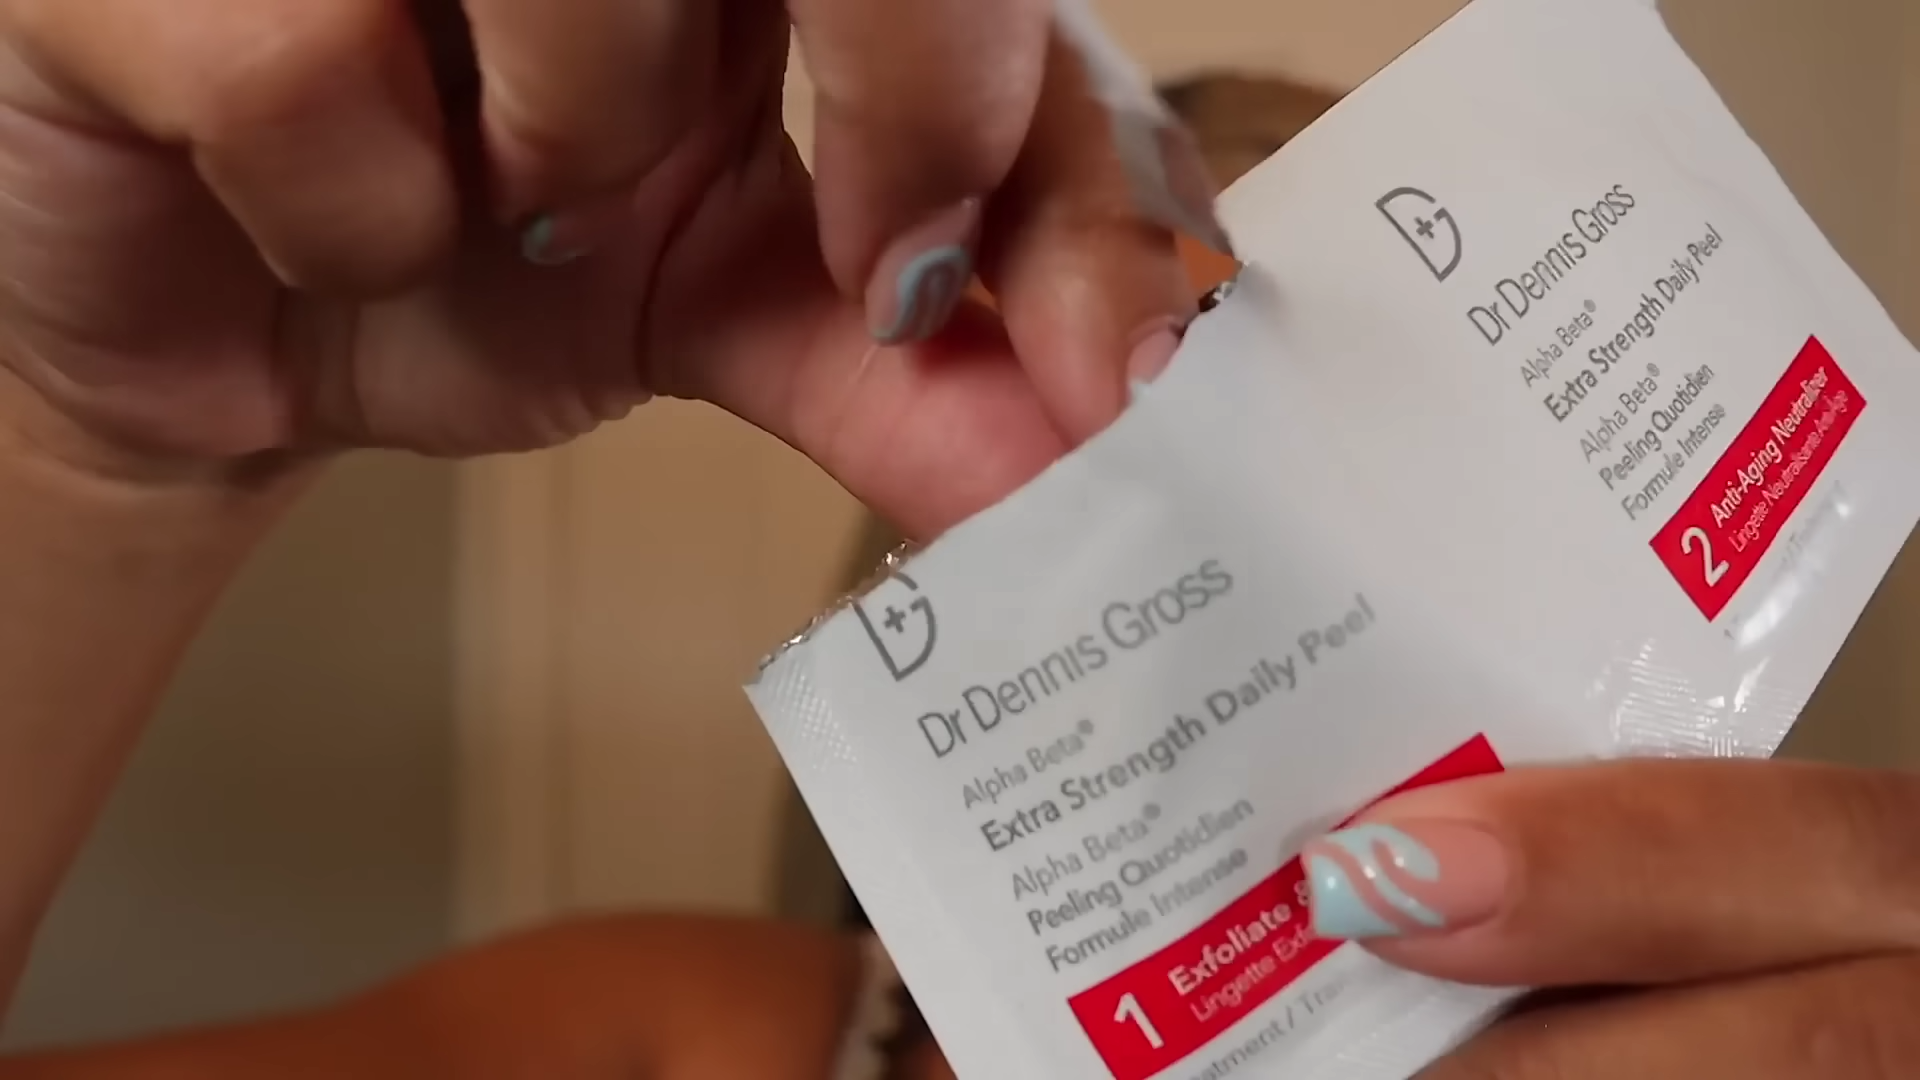 Dr Dennis Gross
Alpha Beta®
Extra Strength Daily Peel
Alpha Beta®
Peeling Quotidien
Formule Intense
1 Exfoliate &
Lingette
Dr Dennis Gross
Alpha Beta®
Extra Strength Daily Peel
Alpha Beta®
Peeling Quotidien
Formule Intense
2 Anti-Aging Neutralizer
Lingette Neutralisante Anti-Age